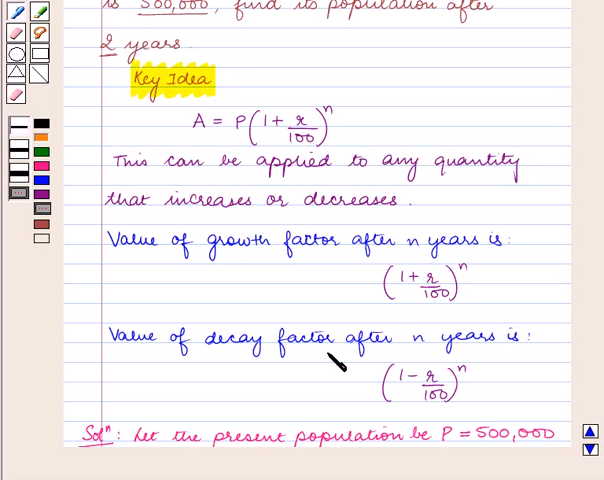 is 500,000, find its population after
2 years.
Key Idea
A = P(1 + r/100)^n
This can be applied to any quantity
that increases or decreases.
Value of growth factor after n years is:
(1 + r/100)^n
Value of decay factor after n years is:
(1 - r/100)^n
Solⁿ: Let the present population be P = 500,000